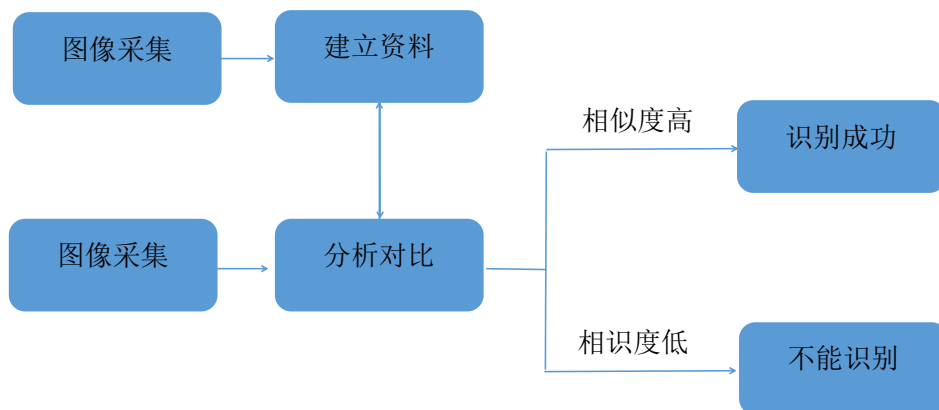 图像采集
建立资料
相似度高
识别成功
图像采集
分析对比
相识度低
不能识别